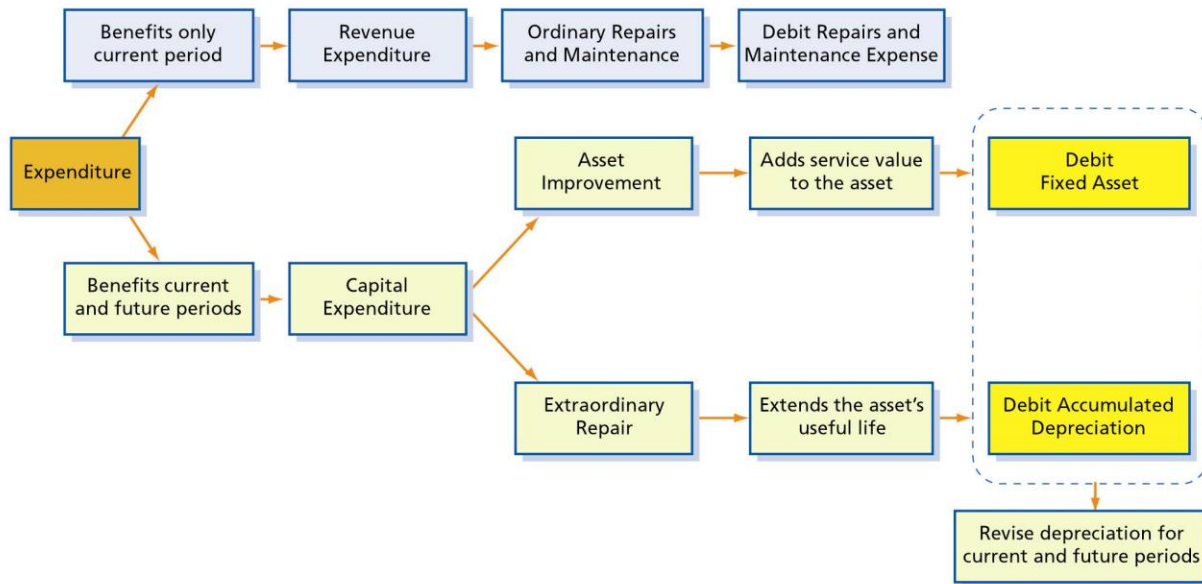 Benefits only
current period
Revenue
Expenditure
Ordinary Repairs
and Maintenance
Debit Repairs and
Maintenance Expense
Expenditure
Asset
Improvement
Adds service value
to the asset
Debit
Fixed Asset
Benefits current
and future periods
Capital
Expenditure
Extraordinary
Repair
Extends the asset's
useful life
Debit Accumulated
Depreciation
Revise depreciation for
current and future periods